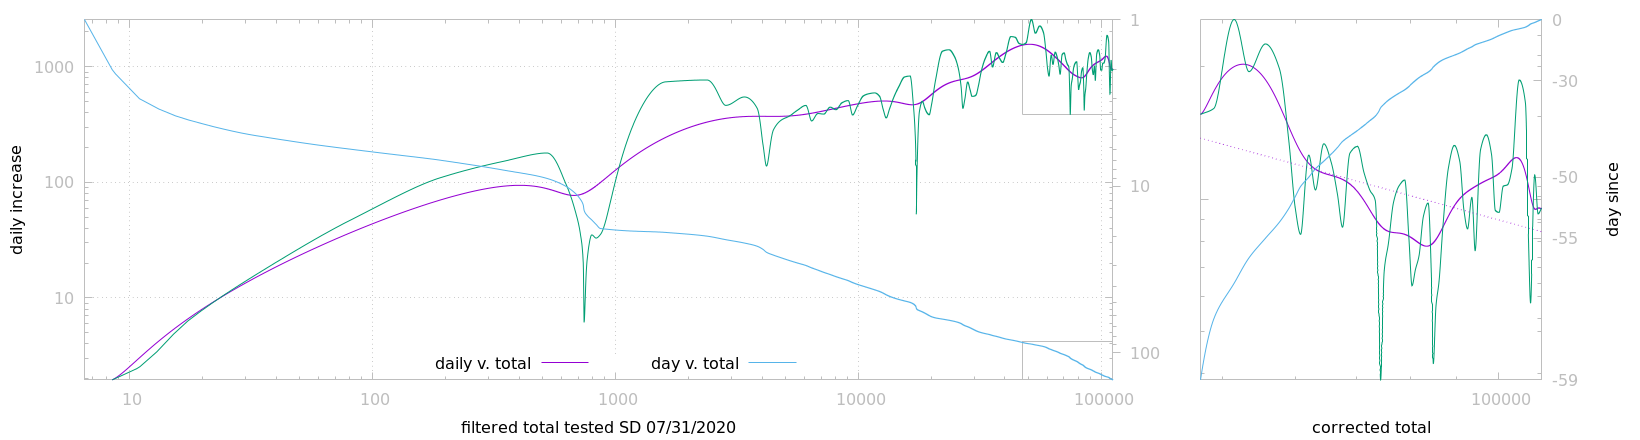 daily increase
1000
100
10
daily v. total
day v. total
10
100
1000
10000
100000
filtered total tested SD 07/31/2020
1
10
100
100000
corrected total
0
-30
-50
-55
-59
day since